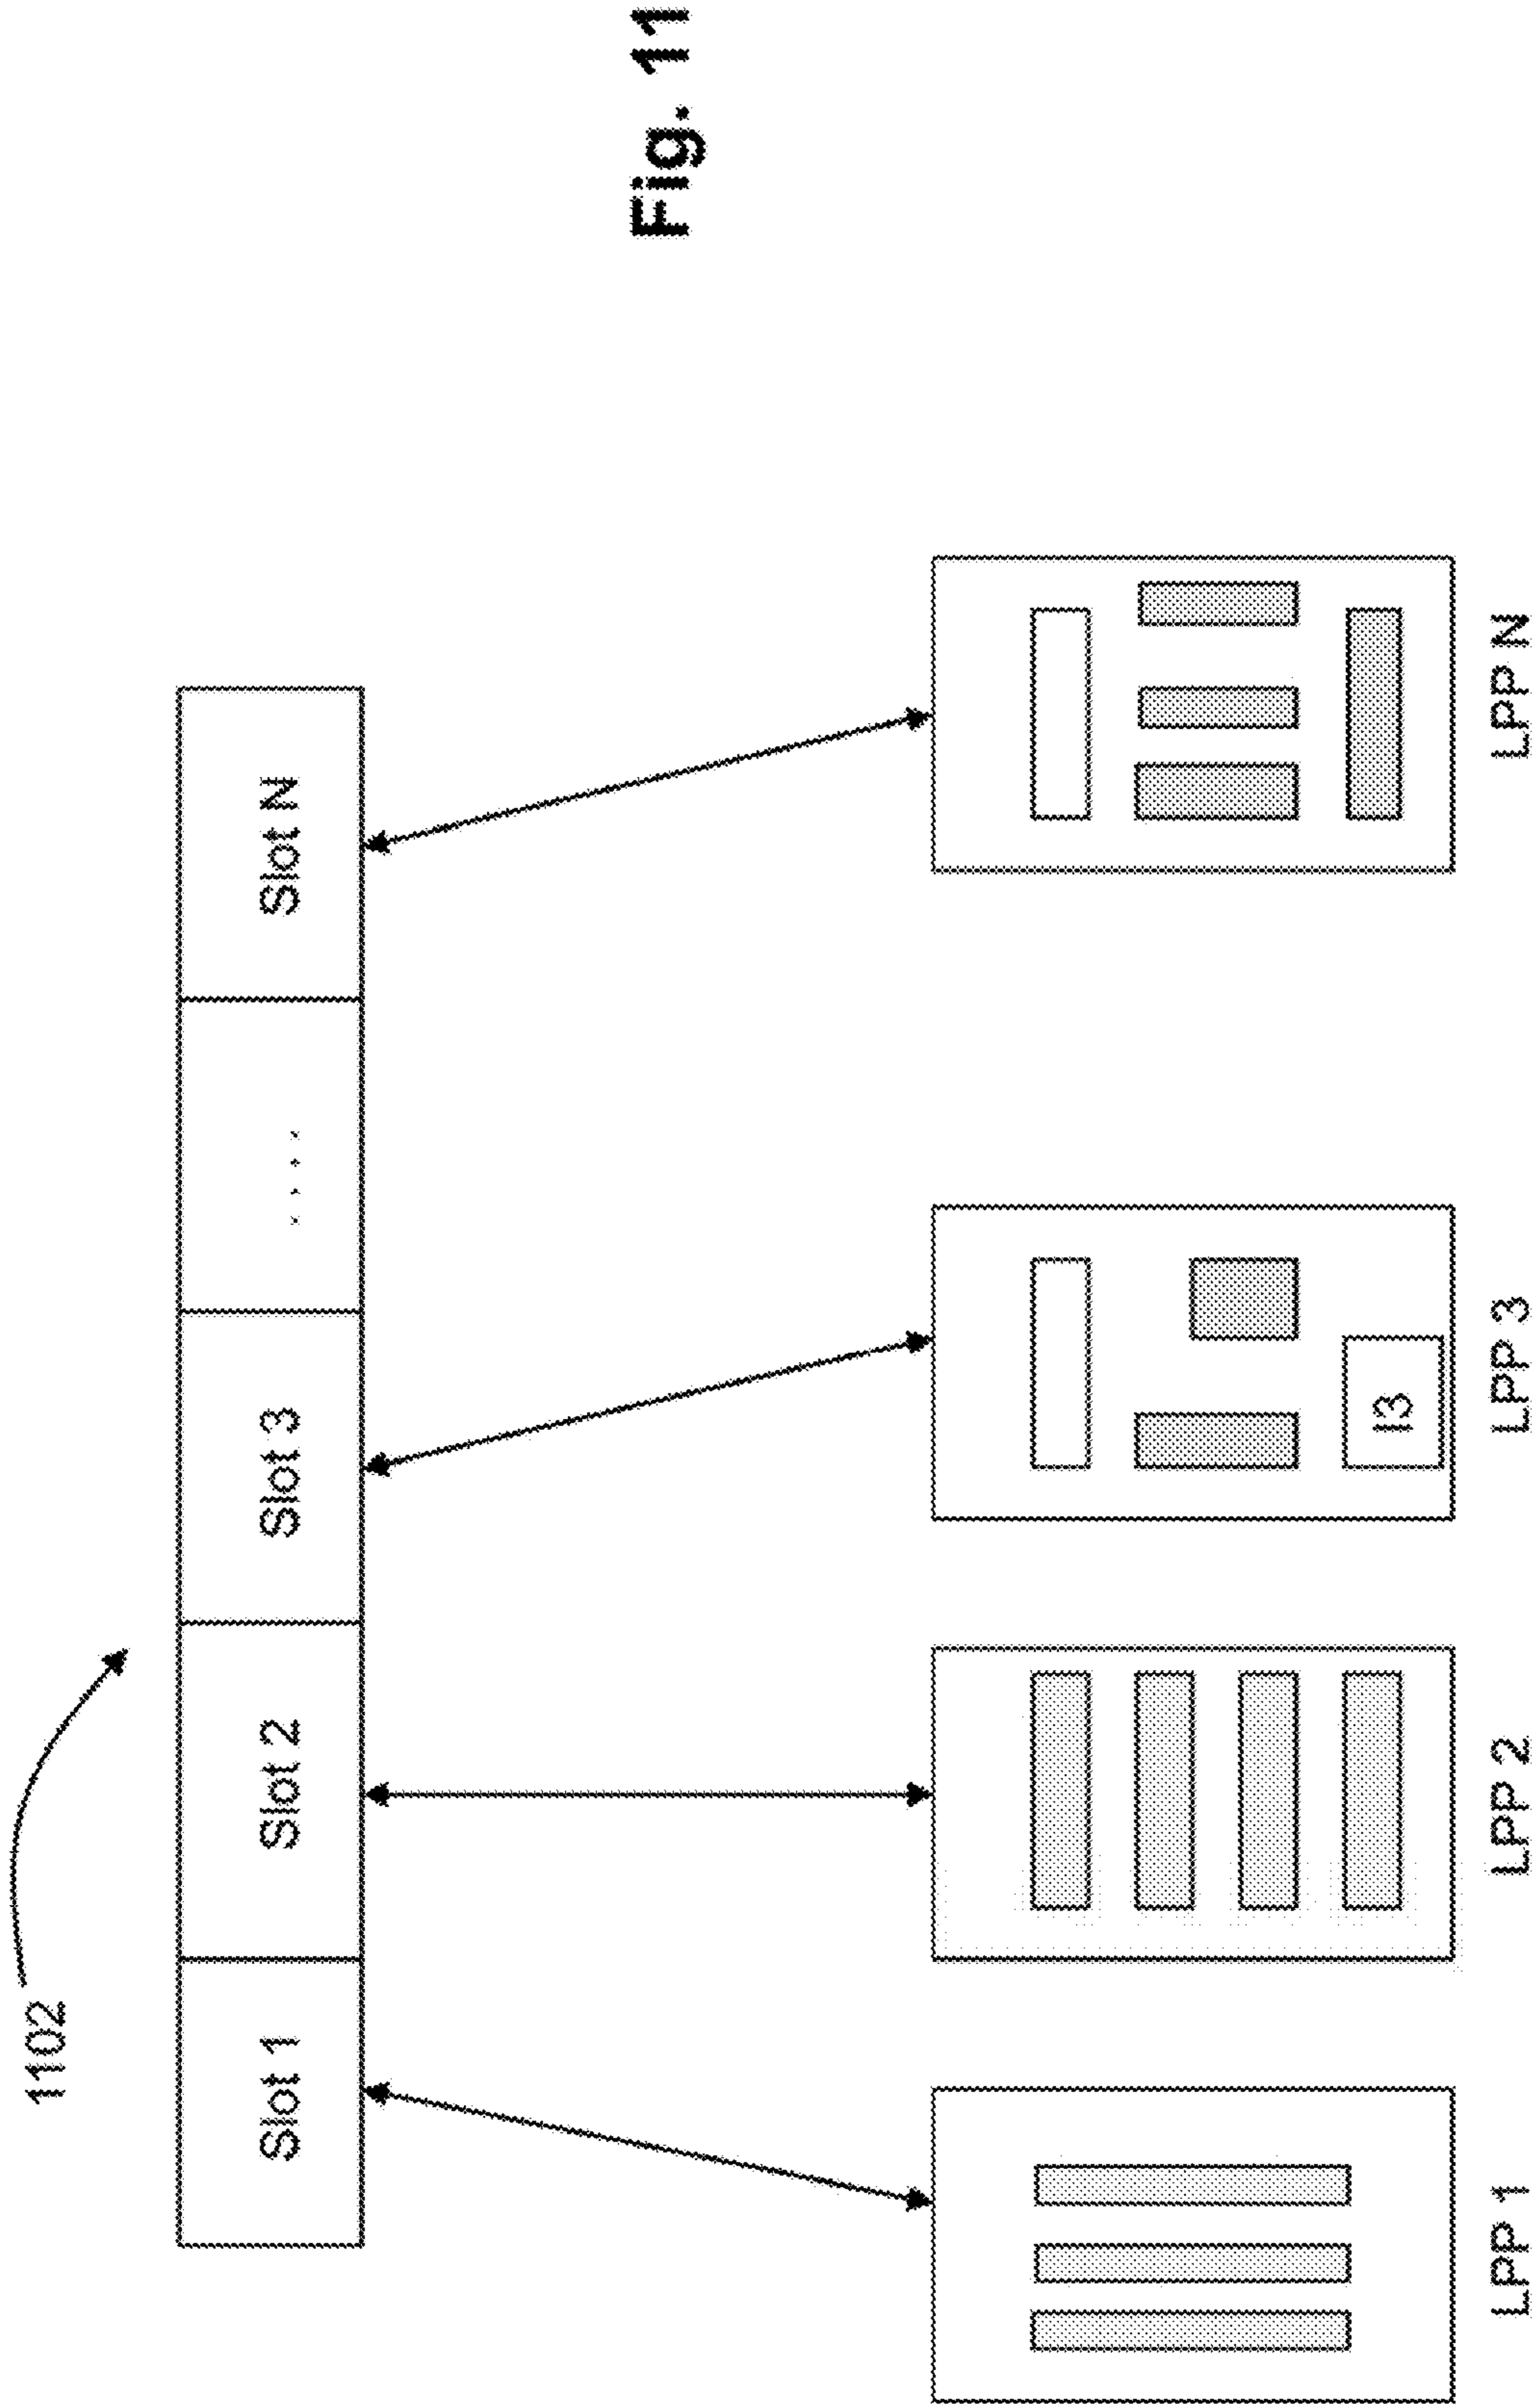 1102
Slot 1
Slot 2
Slot 3
. . . .
Slot N
I3
LPP 1
LPP 2
LPP 3
LPP N
Fig. 11